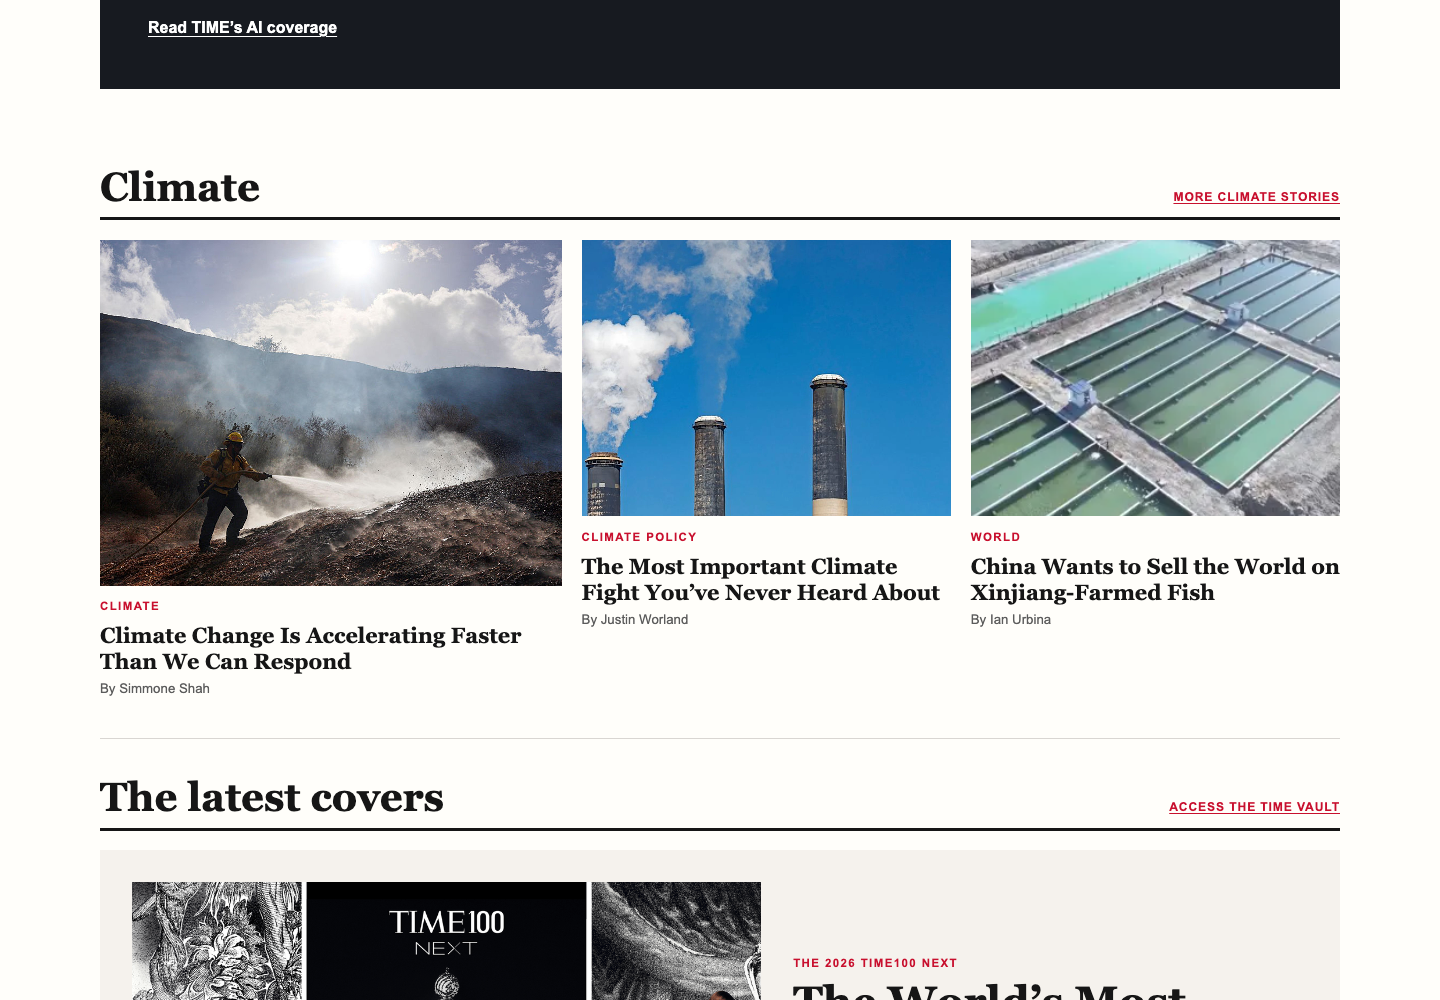 Read TIME’s AI coverage
Climate
MORE CLIMATE STORIES
CLIMATE
Climate Change Is Accelerating Faster
Than We Can Respond
By Simmone Shah
CLIMATE POLICY
The Most Important Climate
Fight You’ve Never Heard About
By Justin Worland
WORLD
China Wants to Sell the World on
Xinjiang-Farmed Fish
By Ian Urbina
The latest covers
ACCESS THE TIME VAULT
TIME100
NEXT
THE 2026 TIME100 NEXT
The World’s Most